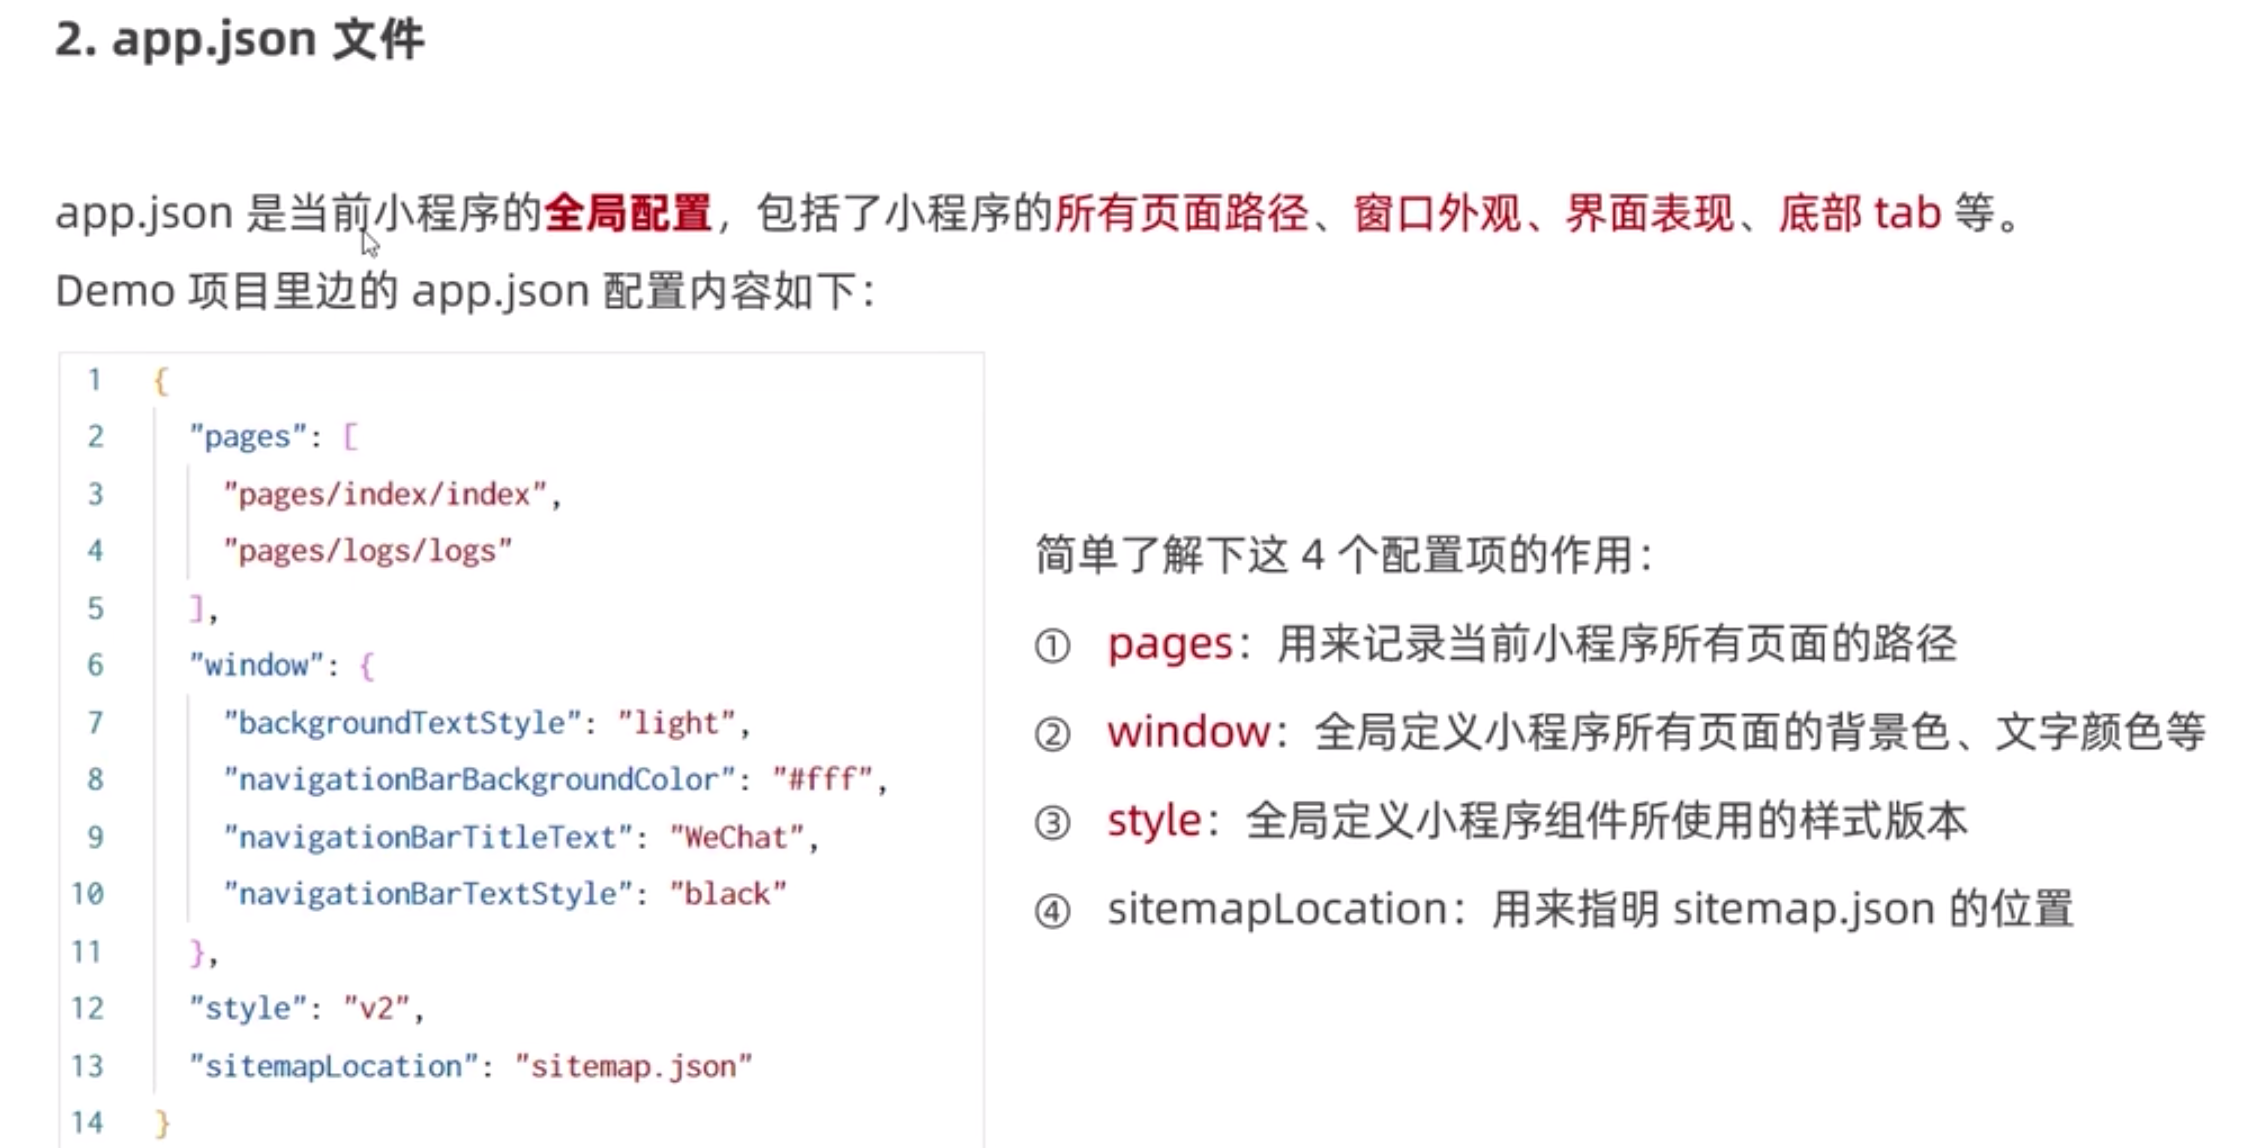 2. app.json 文件
app.json 是当前小程序的全局配置，包括了小程序的所有页面路径、窗口外观、界面表现、底部 tab 等。
Demo 项目里边的 app.json 配置内容如下：
1 {
2 "pages": [
3 "pages/index/index",
4 "pages/logs/logs"
5 ],
6 "window": {
7 "backgroundTextStyle": "light",
8 "navigationBarBackgroundColor": "#fff",
9 "navigationBarTitleText": "WeChat",
10 "navigationBarTextStyle": "black"
11 },
12 "style": "v2",
13 "sitemapLocation": "sitemap.json"
14 }
简单了解下这 4 个配置项的作用：
① pages：用来记录当前小程序所有页面的路径
② window：全局定义小程序所有页面的背景色、文字颜色等
③ style：全局定义小程序组件所使用的样式版本
④ sitemapLocation：用来指明 sitemap.json 的位置